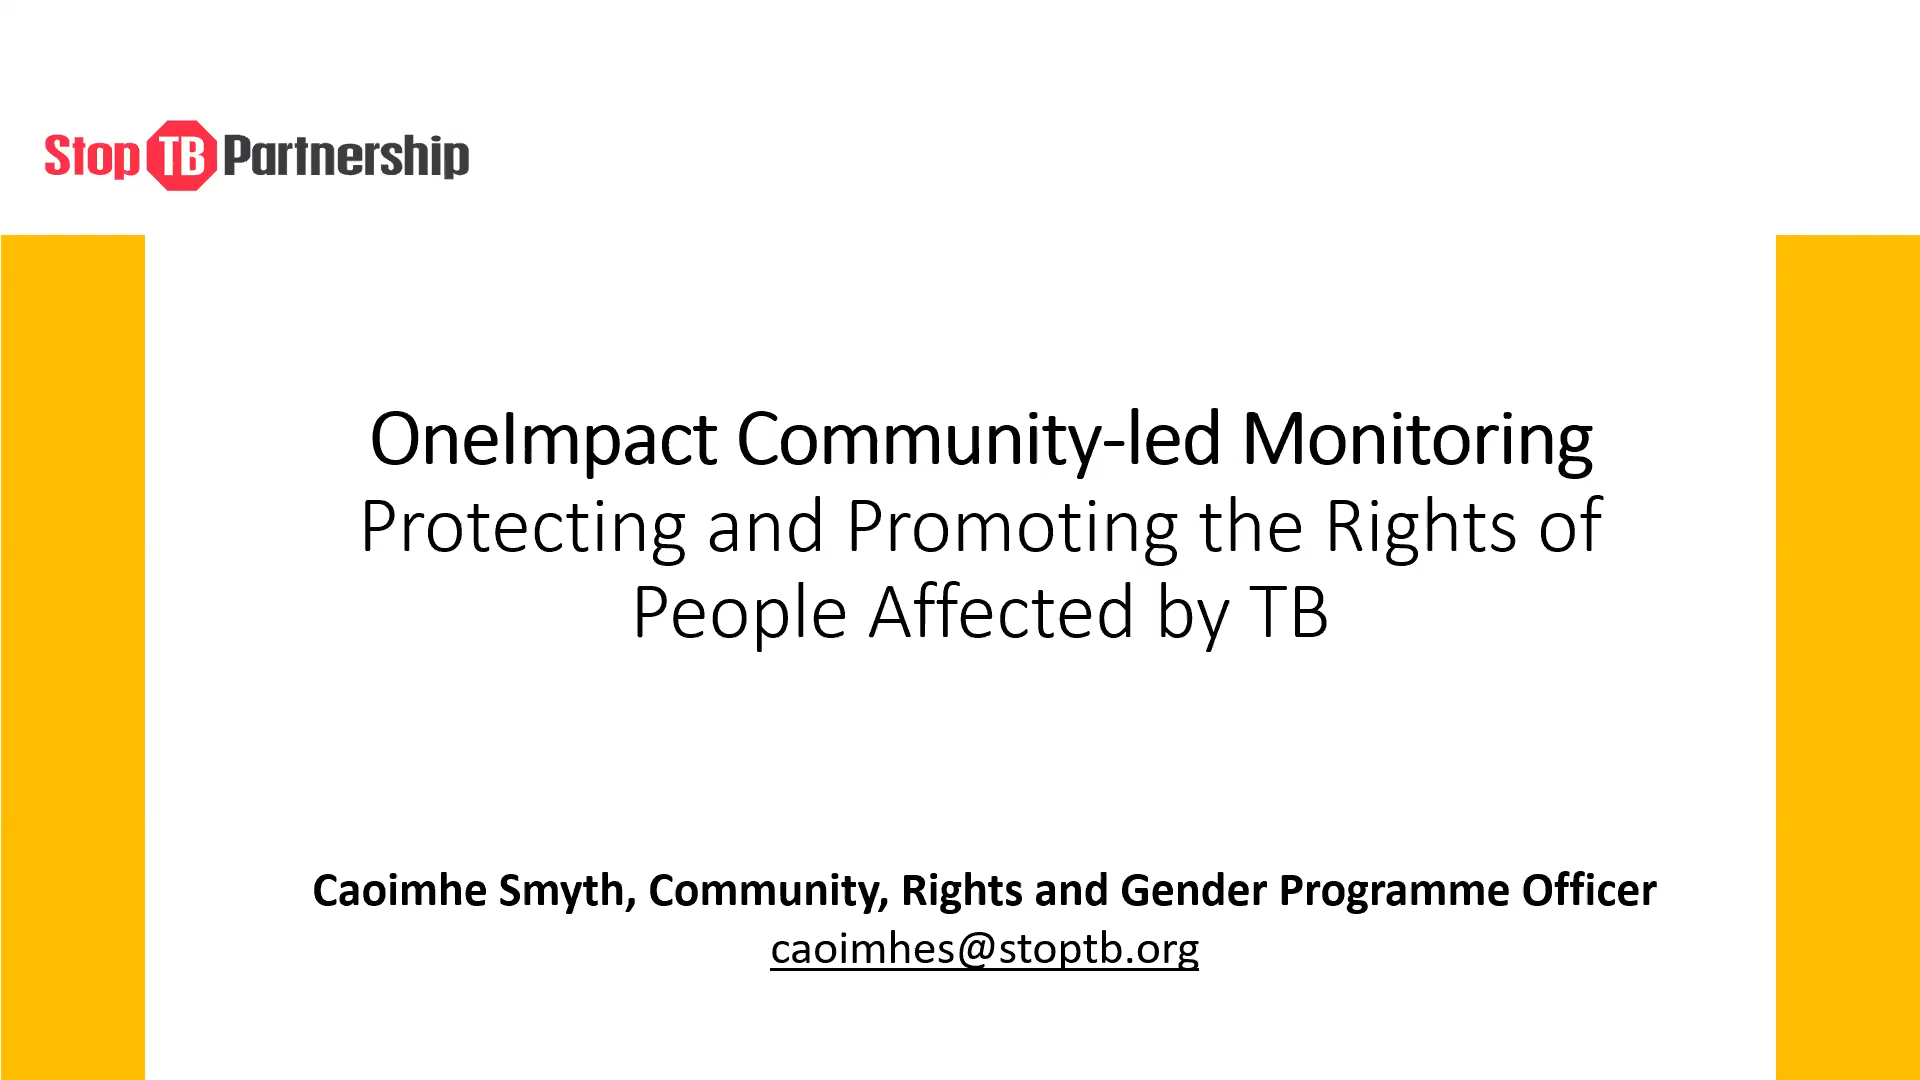 Stop TB Partnership
OneImpact Community-led Monitoring
Protecting and Promoting the Rights of
People Affected by TB
Caoimhe Smyth, Community, Rights and Gender Programme Officer
caoimhes@stoptb.org